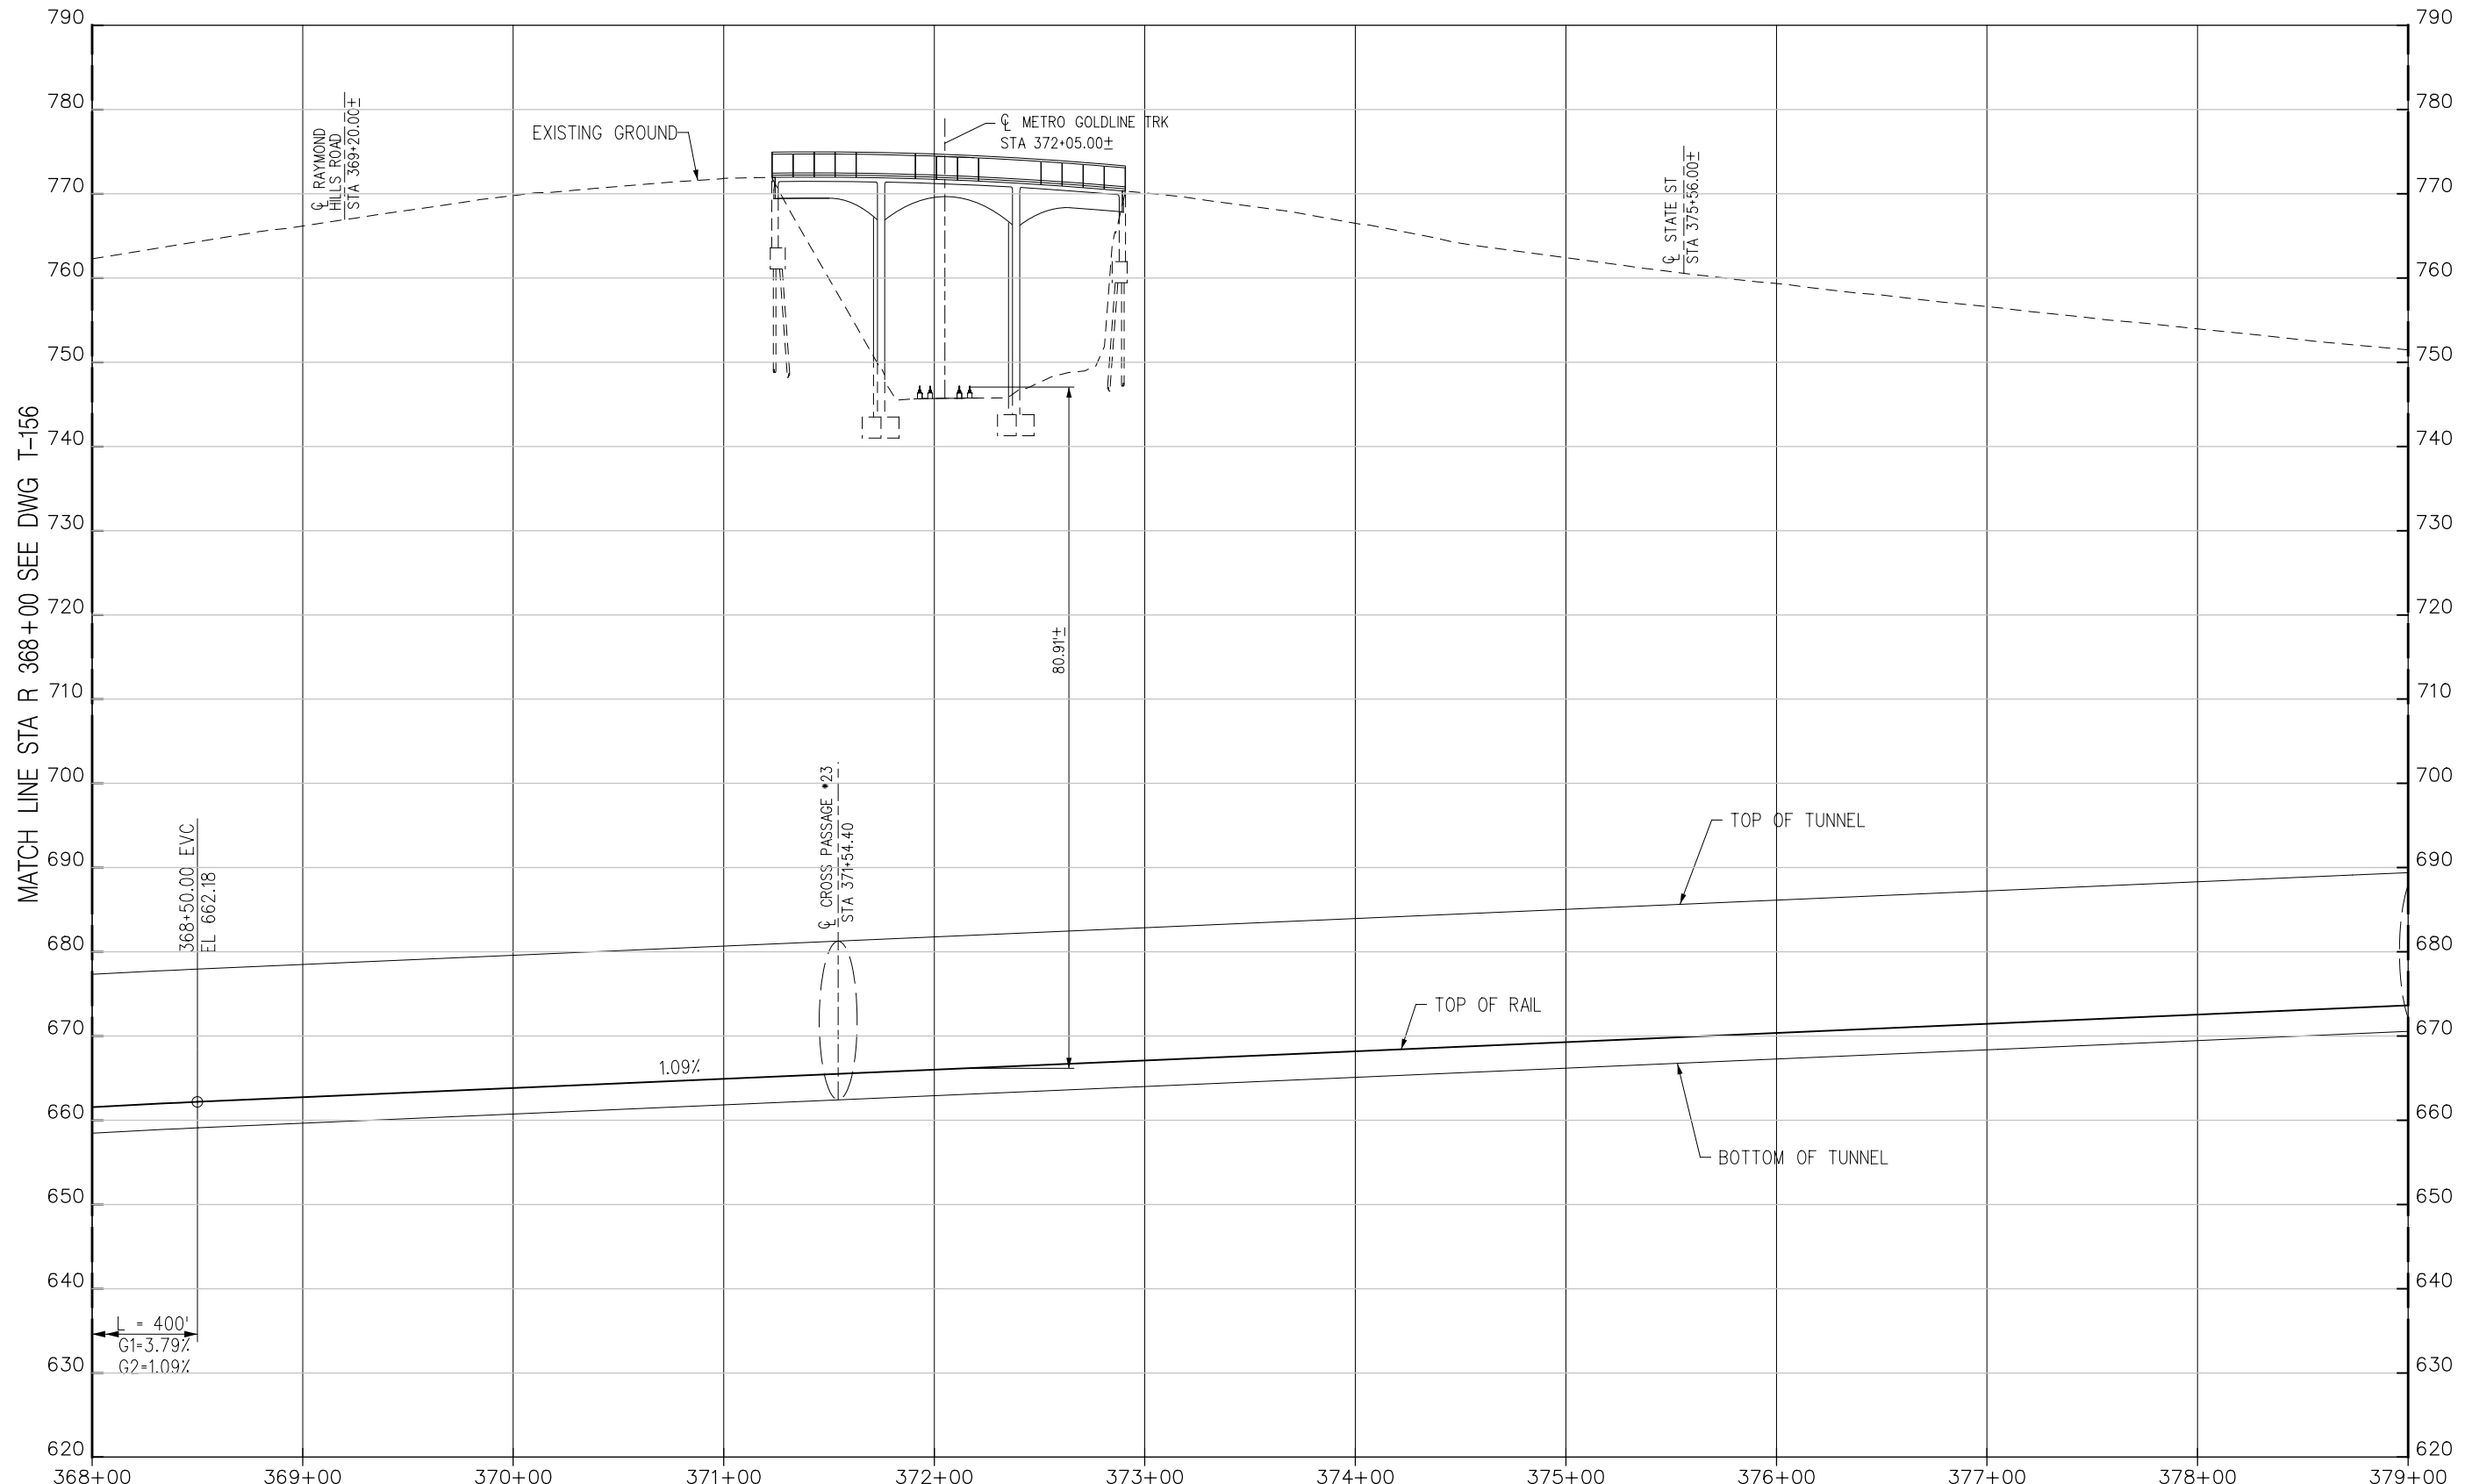 MATCH LINE STA R 368+00 SEE DWG T-156
790
780
770
760
750
740
730
720
710
700
690
680
670
660
650
640
630
620
790
780
770
760
750
740
730
720
710
700
690
680
670
660
650
640
630
620
℄ RAYMOND
HILLS ROAD
STA 369+20.00±
EXISTING GROUND
℄ METRO GOLDLINE TRK
STA 372+05.00±
℄ STATE ST
STA 375+56.00±
80.91'±
℄ CROSS PASSAGE *23
STA 371+54.40
368+50.00 EVC
EL 662.18
TOP OF TUNNEL
TOP OF RAIL
1.09%
BOTTOM OF TUNNEL
L = 400'
G1=3.79%
G2=1.09%
368+00 369+00 370+00 371+00 372+00 373+00 374+00 375+00 376+00 377+00 378+00 379+00